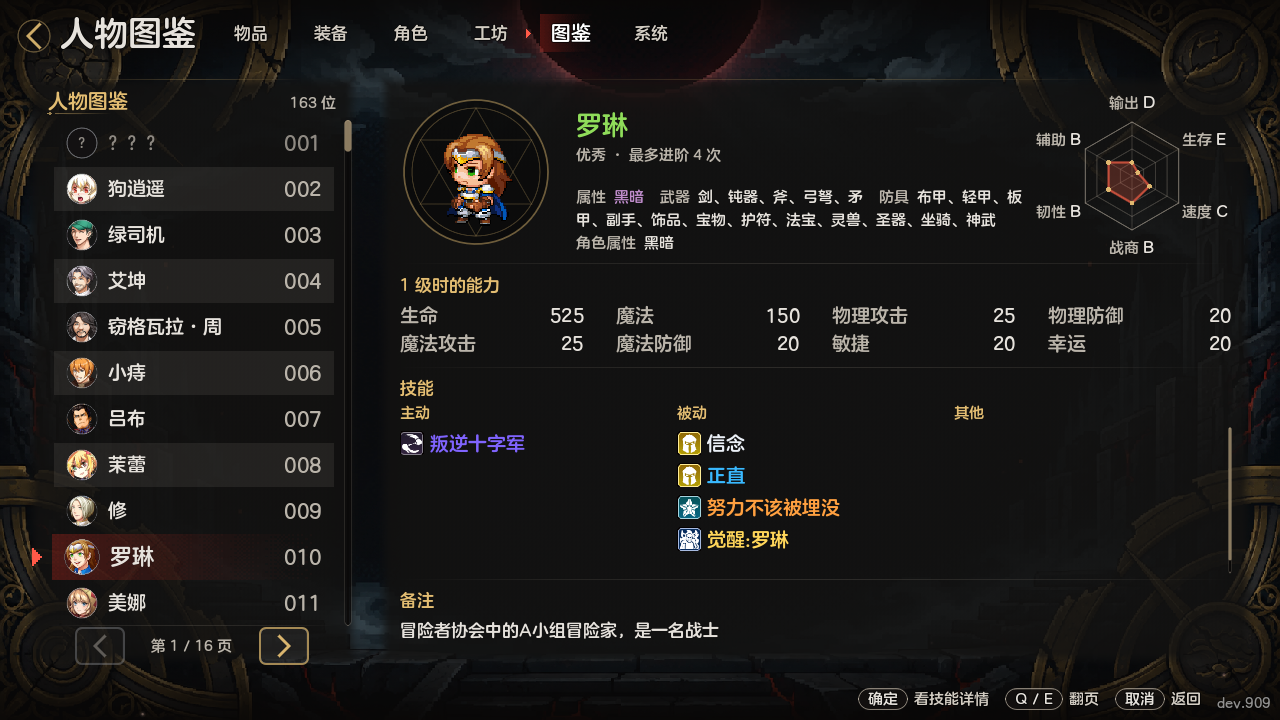 人物图鉴
物品
装备
角色
工坊
图鉴
系统
人物图鉴 163 位
? ? ? ? 001
狗逍遥 002
绿司机 003
艾坤 004
窃格瓦拉·周 005
小痔 006
吕布 007
茉蕾 008
修 009
罗琳 010
美娜 011
第 1 / 16 页
罗琳
优秀 · 最多进阶 4 次
属性 黑暗 武器 剑、钝器、斧、弓弩、矛 防具 布甲、轻甲、板
甲、副手、饰品、宝物、护符、法宝、灵兽、圣器、坐骑、神武
角色属性 黑暗
输出 D
辅助 B
生存 E
韧性 B
速度 C
战商 B
1 级时的能力
生命 525 魔法 150 物理攻击 25 物理防御 20
魔法攻击 25 魔法防御 20 敏捷 20 幸运 20
技能
主动 被动 其他
叛逆十字军
信念
正直
努力不该被埋没
觉醒:罗琳
备注
冒险者协会中的A小组冒险家，是一名战士
确定 看技能详情 Q / E 翻页 取消 返回 dev.909